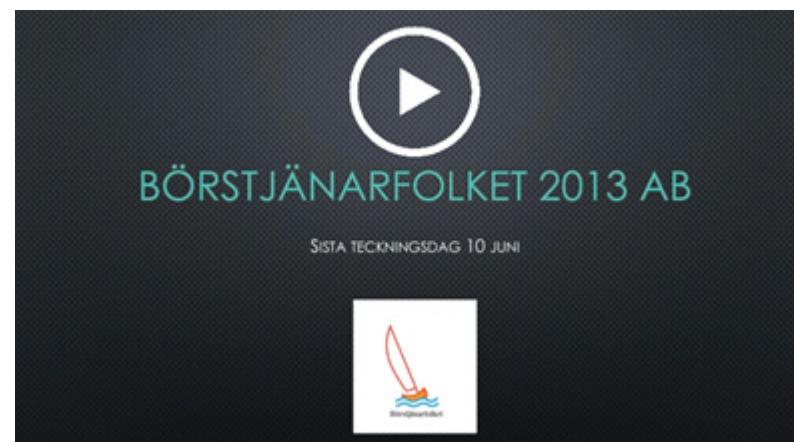 BÖRSTJÄNARFOLKET 2013 AB
SISTA TECKNINGSDAG 10 JUNI
Börstjänarfolket